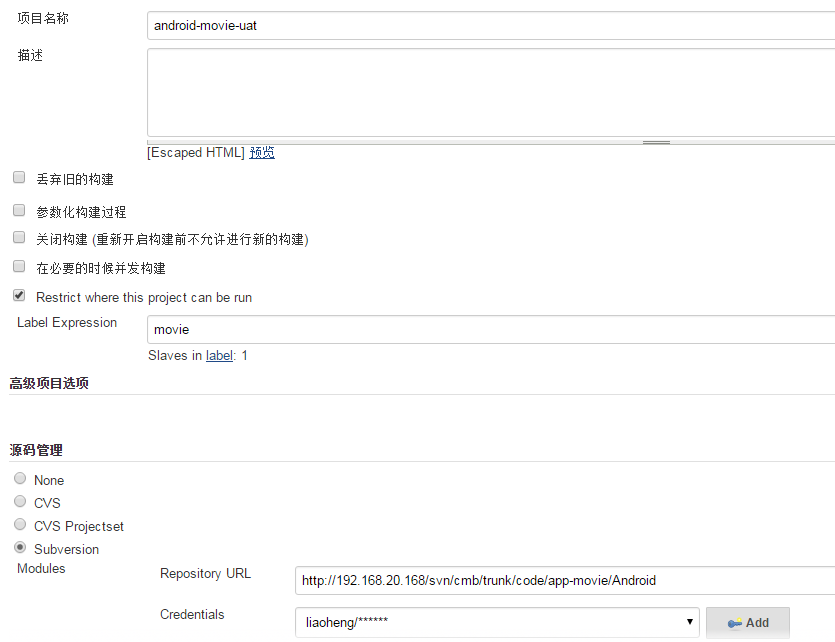 项目名称
android-movie-uat
描述
[Escaped HTML] 预览
丢弃旧的构建
参数化构建过程
关闭构建 (重新开启构建前不允许进行新的构建)
在必要的时候并发构建
Restrict where this project can be run
Label Expression
movie
Slaves in label: 1
高级项目选项
源码管理
None
CVS
CVS Projectset
Subversion
Modules
Repository URL
http://192.168.20.168/svn/cmb/trunk/code/app-movie/Android
Credentials
liaoheng/******
Add